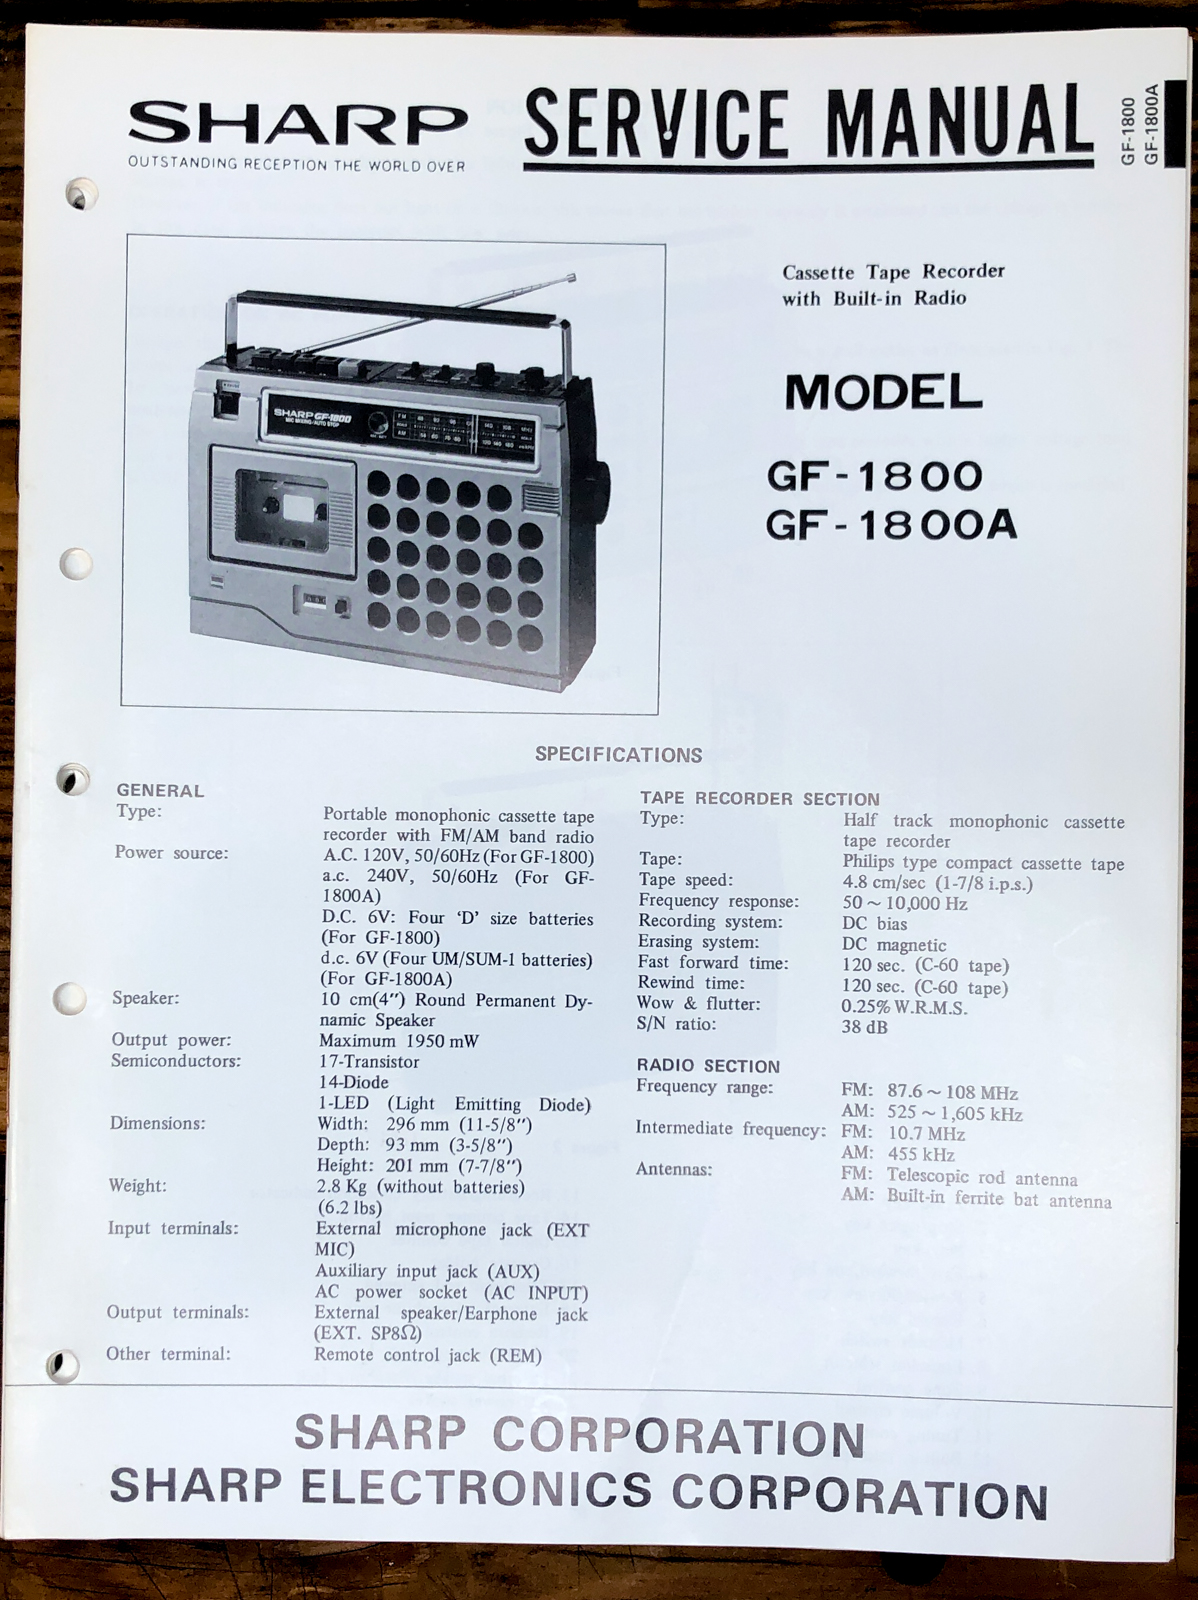 SHARP
OUTSTANDING RECEPTION THE WORLD OVER
SERVICE MANUAL
GF-1800
GF-1800A
SHARP GF-1800
MIC MIXING/AUTO STOP
FM
AM
Cassette Tape Recorder
with Built-in Radio
MODEL
GF-1800
GF-1800A
SPECIFICATIONS
GENERAL
Type: Portable monophonic cassette tape
recorder with FM/AM band radio
Power source: A.C. 120V, 50/60Hz (For GF-1800)
a.c. 240V, 50/60Hz (For GF-
1800A)
D.C. 6V: Four 'D' size batteries
(For GF-1800)
d.c. 6V (Four UM/SUM-1 batteries)
(For GF-1800A)
Speaker: 10 cm(4") Round Permanent Dy-
namic Speaker
Output power: Maximum 1950 mW
Semiconductors: 17-Transistor
14-Diode
1-LED (Light Emitting Diode)
Dimensions: Width: 296 mm (11-5/8")
Depth: 93 mm (3-5/8")
Height: 201 mm (7-7/8")
Weight: 2.8 Kg (without batteries)
(6.2 lbs)
Input terminals: External microphone jack (EXT
MIC)
Auxiliary input jack (AUX)
AC power socket (AC INPUT)
Output terminals: External speaker/Earphone jack
(EXT. SP8Ω)
Other terminal: Remote control jack (REM)
TAPE RECORDER SECTION
Type: Half track monophonic cassette
tape recorder
Tape: Philips type compact cassette tape
Tape speed: 4.8 cm/sec (1-7/8 i.p.s.)
Frequency response: 50 ~ 10,000 Hz
Recording system: DC bias
Erasing system: DC magnetic
Fast forward time: 120 sec. (C-60 tape)
Rewind time: 120 sec. (C-60 tape)
Wow & flutter: 0.25% W.R.M.S.
S/N ratio: 38 dB
RADIO SECTION
Frequency range: FM: 87.6 ~ 108 MHz
AM: 525 ~ 1,605 kHz
Intermediate frequency: FM: 10.7 MHz
AM: 455 kHz
Antennas: FM: Telescopic rod antenna
AM: Built-in ferrite bat antenna
SHARP CORPORATION
SHARP ELECTRONICS CORPORATION